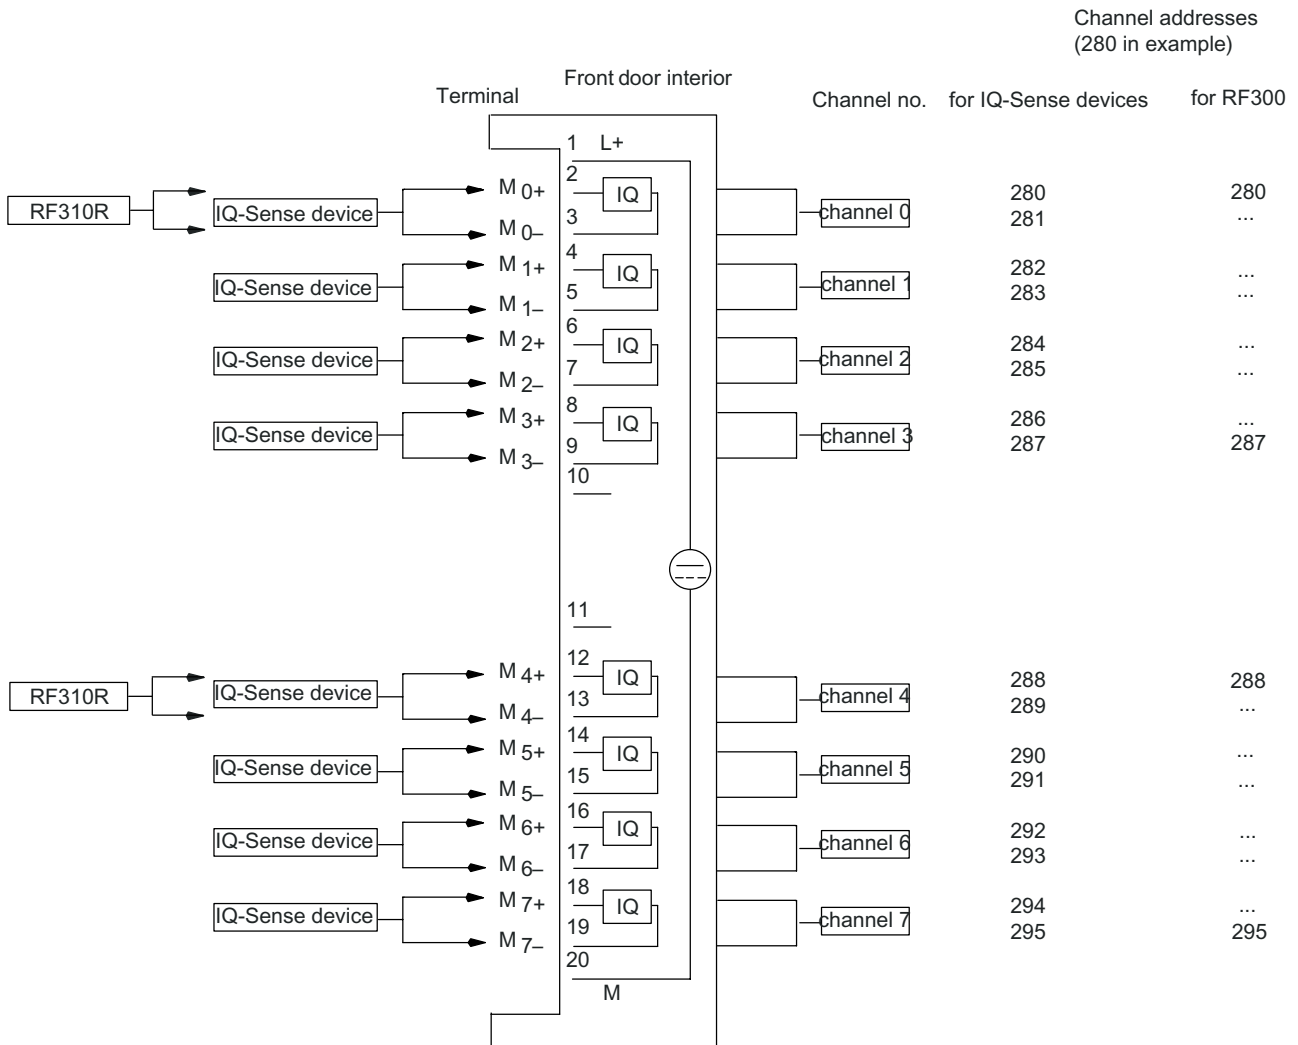 Channel addresses
(280 in example)
Front door interior
Terminal
Channel no. for IQ-Sense devices for RF300
1 L+
RF310R IQ-Sense device M 0+ 2 IQ channel 0 280 280
M 0– 3 281 ...
IQ-Sense device M 1+ 4 IQ channel 1 282 ...
M 1– 5 283 ...
IQ-Sense device M 2+ 6 IQ channel 2 284 ...
M 2– 7 285 ...
IQ-Sense device M 3+ 8 IQ channel 3 286 ...
M 3– 9 287 287
10
11
RF310R IQ-Sense device M 4+ 12 IQ channel 4 288 288
M 4– 13 289 ...
IQ-Sense device M 5+ 14 IQ channel 5 290 ...
M 5– 15 291 ...
IQ-Sense device M 6+ 16 IQ channel 6 292 ...
M 6– 17 293 ...
IQ-Sense device M 7+ 18 IQ channel 7 294 ...
M 7– 19 295 295
20
M